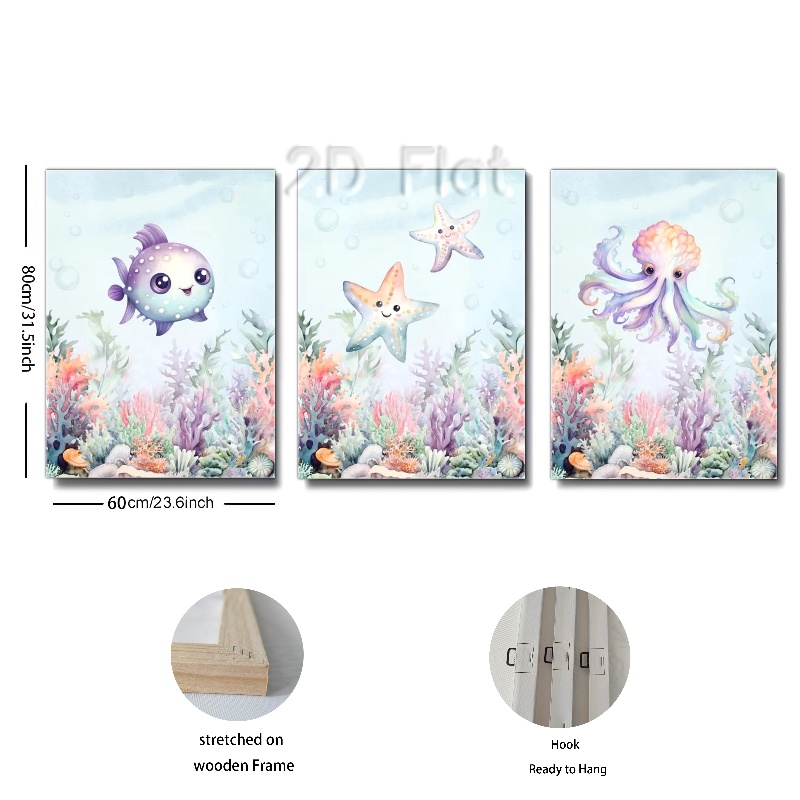 2D Flat
80cm/31.5inch
60cm/23.6inch
stretched on
wooden Frame
Hook
Ready to Hang